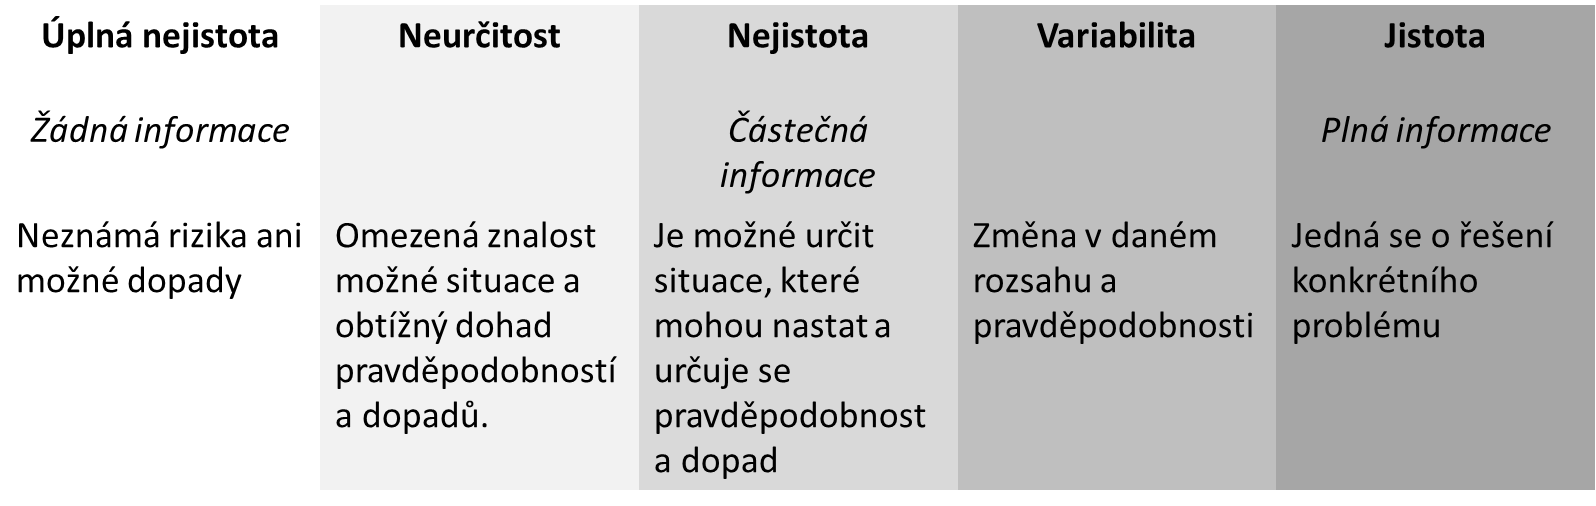 Úplná nejistota
Žádná informace
Neznámá rizika ani
možné dopady
Neurčitost
Omezená znalost
možné situace a
obtížný dohad
pravděpodobností
a dopadů.
Nejistota
Částečná
informace
Je možné určit
situace, které
mohou nastat a
určuje se
pravděpodobnost
a dopad
Variabilita
Změna v daném
rozsahu a
pravděpodobnosti
Jistota
Plná informace
Jedná se o řešení
konkrétního
problému